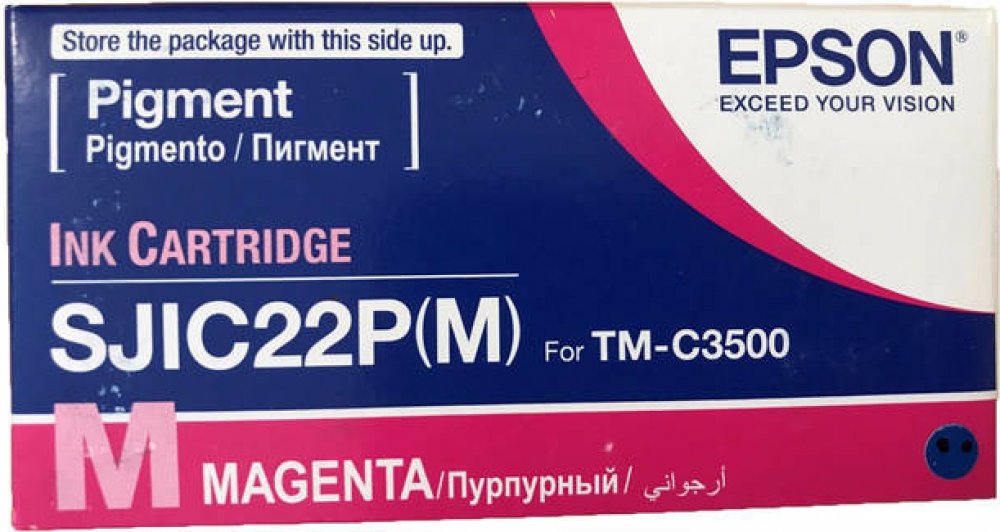 Store the package with this side up.
EPSON®
EXCEED YOUR VISION
[ Pigment
Pigmento / Пигмент ]
INK CARTRIDGE
SJIC22P(M) For TM-C3500
M MAGENTA/Пурпурный/ أرجواني